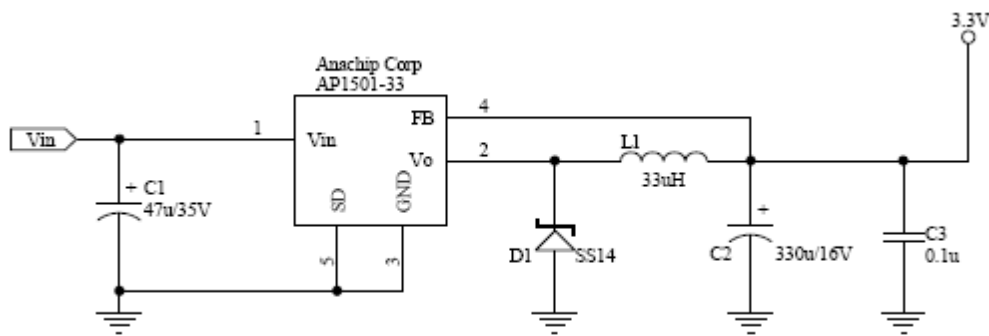 3.3V
Anachip Corp
AP1501-33
4
FB
L1
Vin
1
Vin
2
Vo
33uH
+
C1
47u/35V
SD
GND
+
5
3
D1
SS14
C2
330u/16V
C3
0.1u